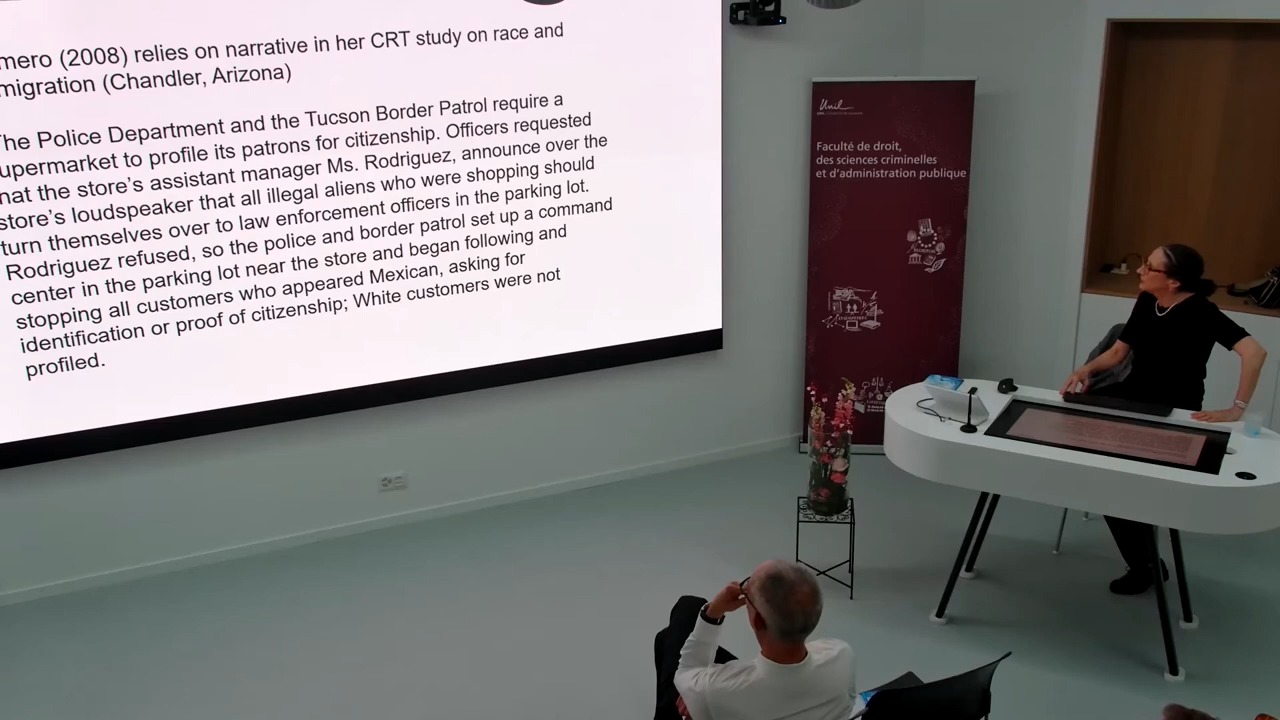 mero (2008) relies on narrative in her CRT study on race and
migration (Chandler, Arizona)
The Police Department and the Tucson Border Patrol require a
upermarket to profile its patrons for citizenship. Officers requested
hat the store's assistant manager Ms. Rodriguez, announce over the
store's loudspeaker that all illegal aliens who were shopping should
turn themselves over to law enforcement officers in the parking lot.
Rodriguez refused, so the police and border patrol set up a command
center in the parking lot near the store and began following and
stopping all customers who appeared Mexican, asking for
identification or proof of citizenship; White customers were not
profiled.
Unil
Faculté de droit,
des sciences criminelles
et d'administration publique